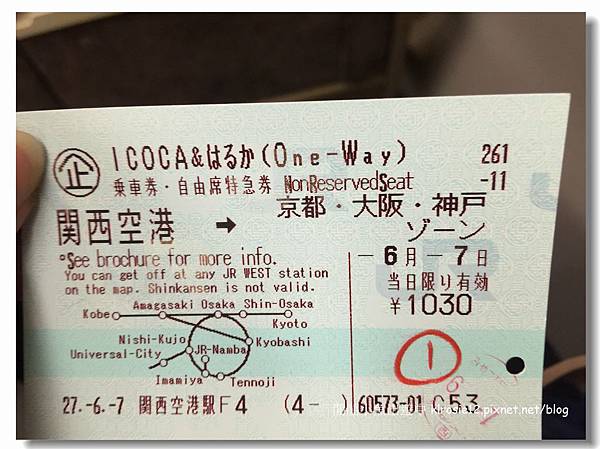 企 ICOCA&はるか(One-Way) 261
乗車券・自由席特急券 NonReservedSeat -11
関西空港 → 京都・大阪・神戸
ゾーン
°See brochure for more info. -6月-7日
You can get off at any JR WEST station 当日限り有効
on the map. Shinkansen is not valid. ¥1030
Amagasaki Osaka Shin-Osaka
Kobe
Kyoto
Nishi-Kujo Kyobashi
Universal-City JR-Namba
Imamiya Tennoji
1
27.-6.-7 関西空港駅F4 (4- ) 60573-01 C53
kirosie12.pixnet.net/blog